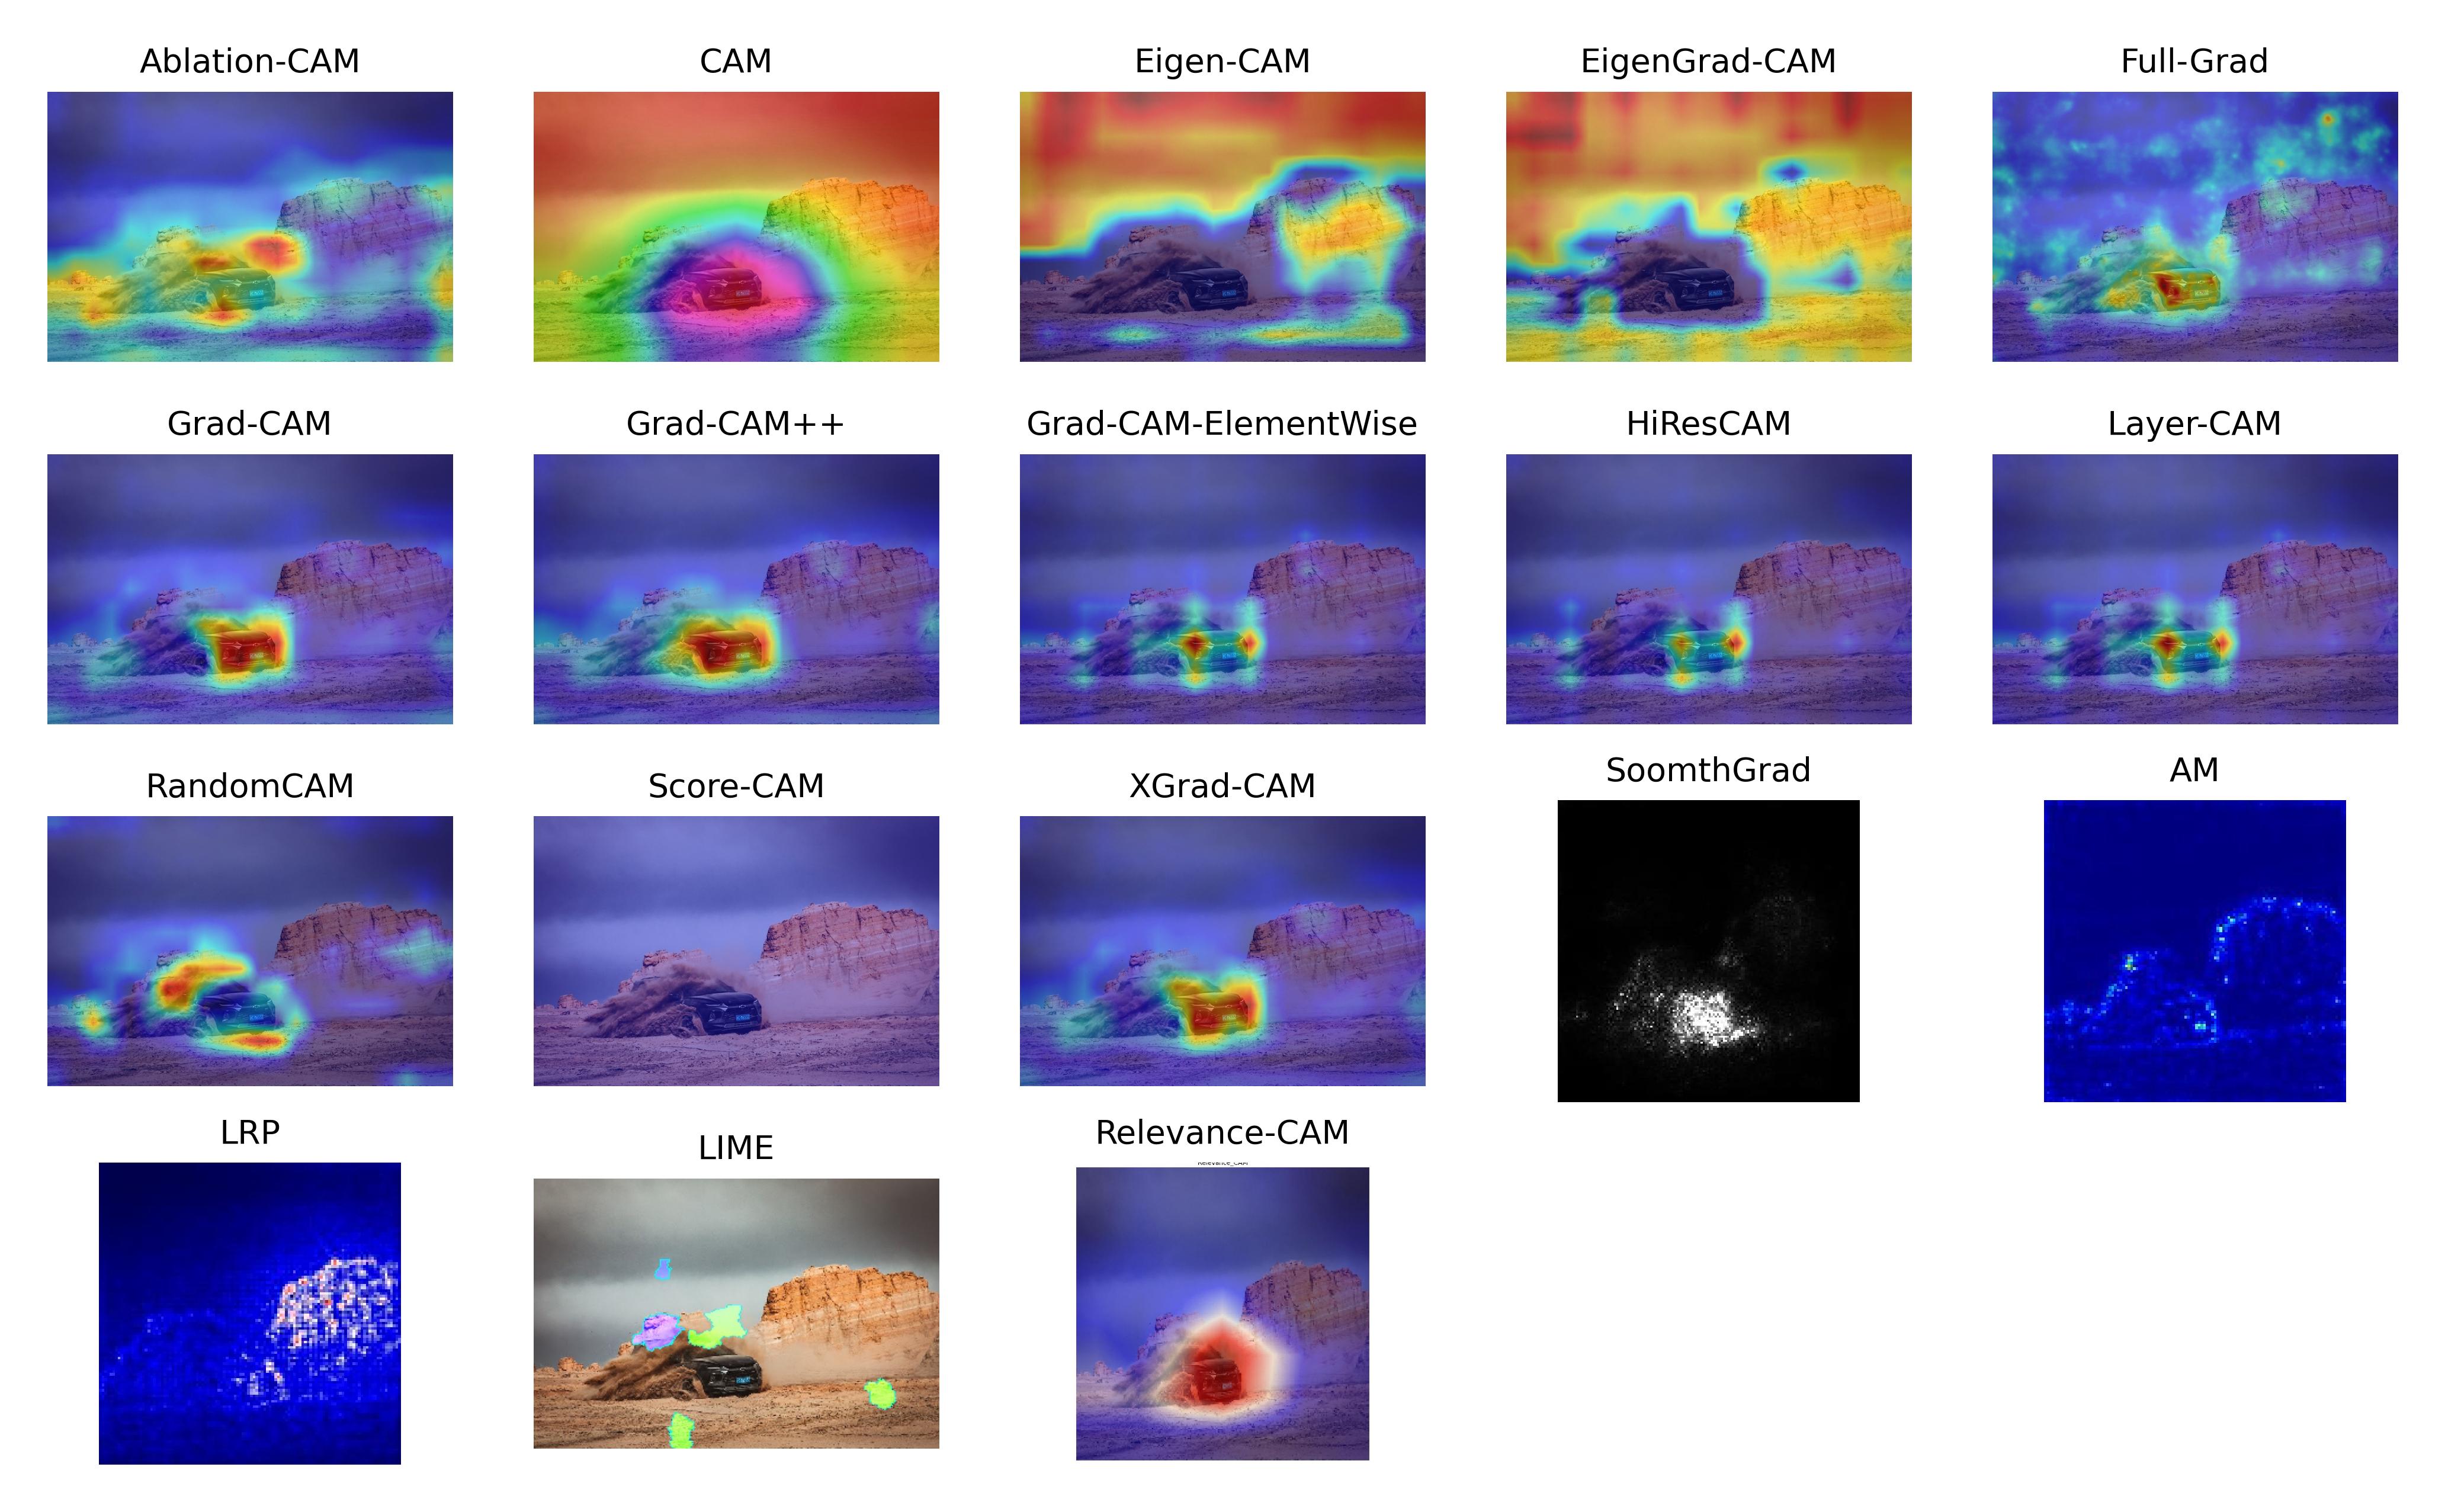 Ablation-CAM
CAM
Eigen-CAM
EigenGrad-CAM
Full-Grad
Grad-CAM
Grad-CAM++
Grad-CAM-ElementWise
HiResCAM
Layer-CAM
RandomCAM
Score-CAM
XGrad-CAM
SoomthGrad
AM
LRP
LIME
Relevance-CAM